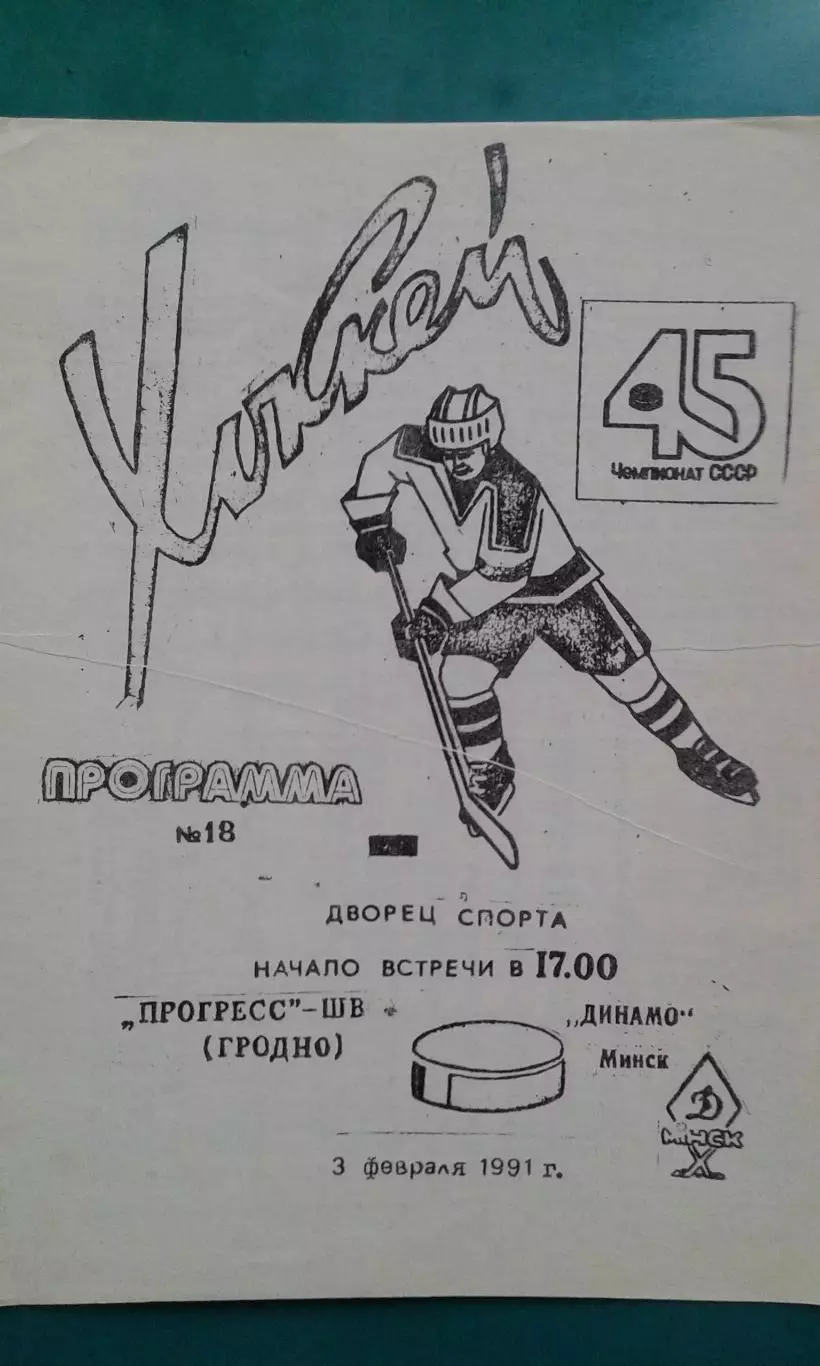 Хоккей
45
Чемпионат СССР
ПРОГРАММА
№18
ДВОРЕЦ СПОРТА
НАЧАЛО ВСТРЕЧИ В 17.00
„ПРОГРЕСС”-ШВ
(ГРОДНО)
„ДИНАМО“
Минск
Д
МІНСК
3 февраля 1991 г.